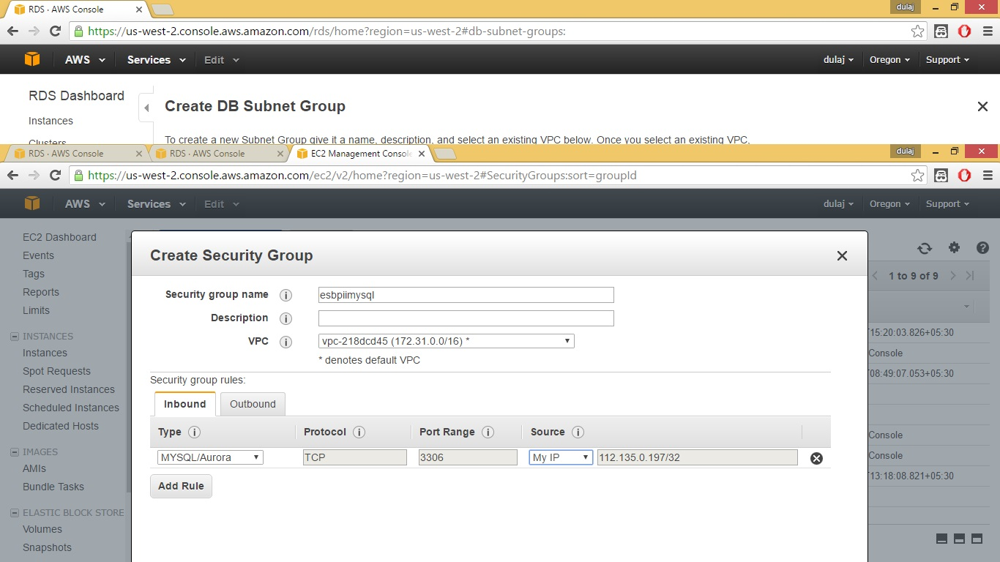 RDS · AWS Console
dulaj
https://us-west-2.console.aws.amazon.com/rds/home?region=us-west-2#db-subnet-groups:
AWS Services Edit dulaj Oregon Support
RDS Dashboard
Instances
Clusters
Create DB Subnet Group
To create a new Subnet Group give it a name, description, and select an existing VPC below. Once you select an existing VPC,
RDS · AWS Console RDS · AWS Console EC2 Management Console
dulaj
https://us-west-2.console.aws.amazon.com/ec2/v2/home?region=us-west-2#SecurityGroups:sort=groupId
AWS Services Edit dulaj Oregon Support
EC2 Dashboard
Events
Tags
Reports
Limits
INSTANCES
Instances
Spot Requests
Reserved Instances
Scheduled Instances
Dedicated Hosts
IMAGES
AMIs
Bundle Tasks
ELASTIC BLOCK STORE
Volumes
Snapshots
Create Security Group
Security group name esbpiimysql
Description
VPC vpc-218dcd45 (172.31.0.0/16) *
* denotes default VPC
Security group rules:
Inbound Outbound
Type Protocol Port Range Source
MYSQL/Aurora TCP 3306 My IP 112.135.0.197/32
Add Rule
1 to 9 of 9
T15:20:03.826+05:30
Console
T08:49:07.053+05:30
Console
Console
T13:18:08.821+05:30